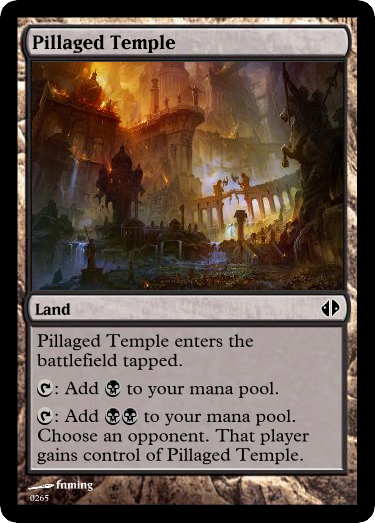 Pillaged Temple
Land
Pillaged Temple enters the
battlefield tapped.
: Add to your mana pool.
: Add to your mana pool.
Choose an opponent. That player
gains control of Pillaged Temple.
fnming
0265